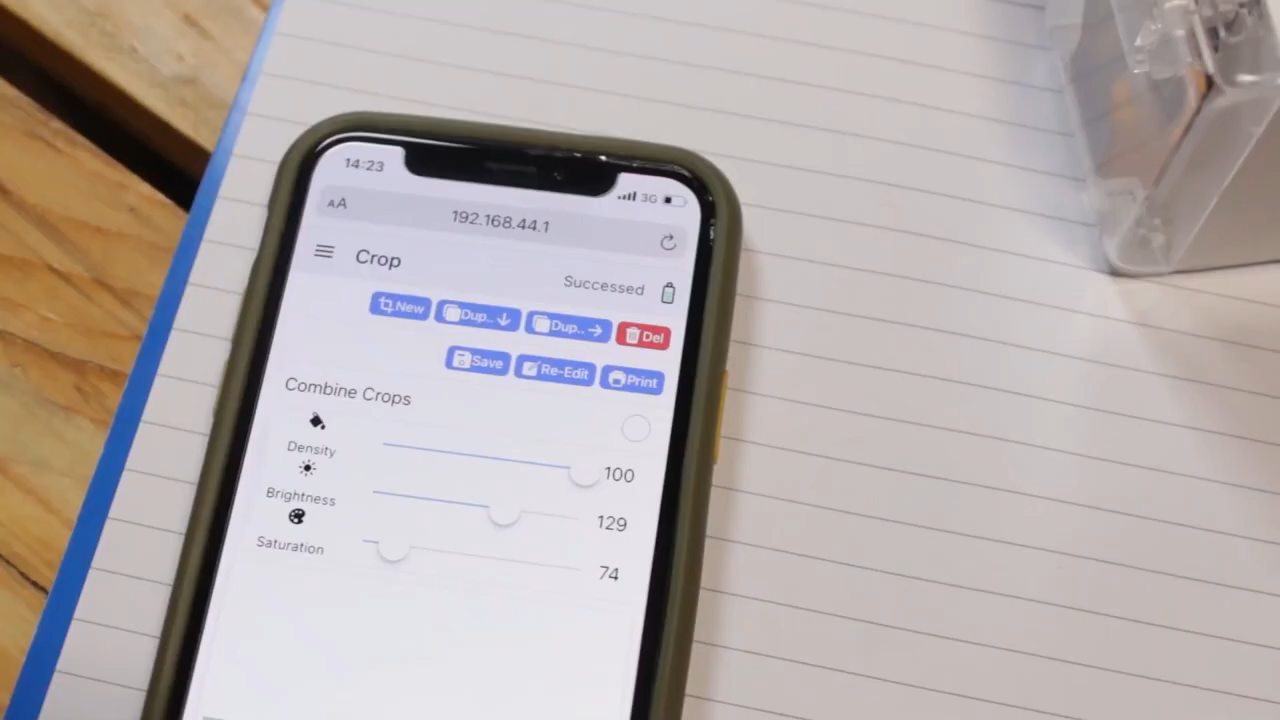 14:23 3G
AA 192.168.44.1
Crop
Successed
New Dup.. Dup.. Del
Save Re-Edit Print
Combine Crops
Density 100
Brightness 129
Saturation 74